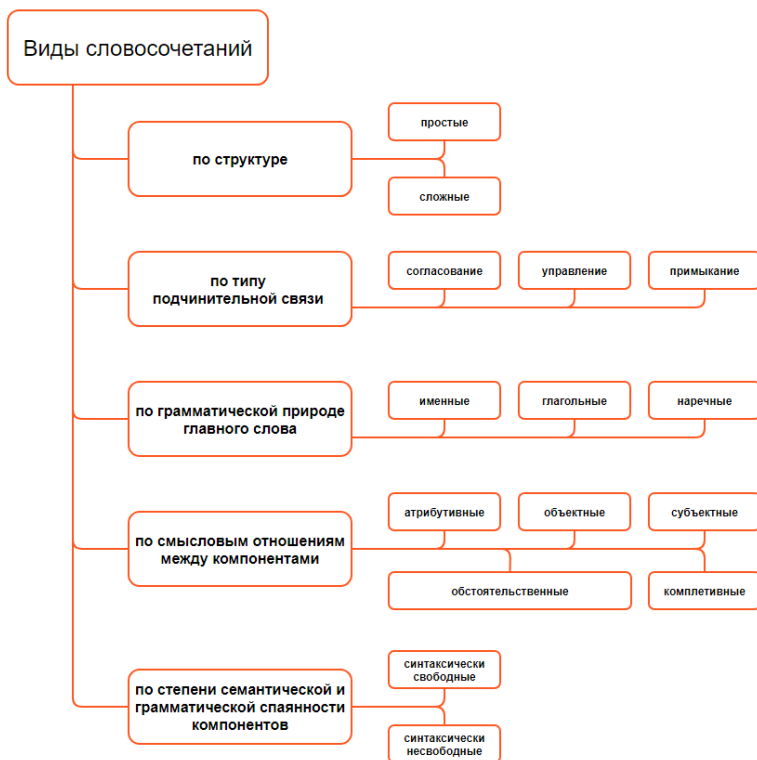 Виды словосочетаний
простые
по структуре
сложные
согласование
управление
примыкание
по типу
подчинительной связи
именные
глагольные
наречные
по грамматической природе
главного слова
атрибутивные
объектные
субъектные
по смысловым отношениям
между компонентами
обстоятельственные
комплетивные
синтаксически
свободные
по степени семантической и
грамматической спаянности
компонентов
синтаксически
несвободные